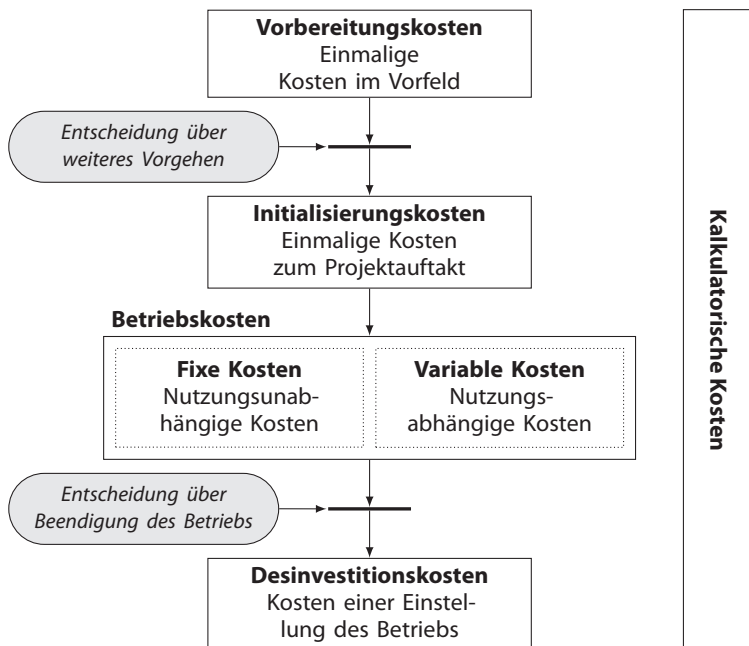 Vorbereitungskosten
Einmalige
Kosten im Vorfeld
Entscheidung über
weiteres Vorgehen
Initialisierungskosten
Einmalige Kosten
zum Projektauftakt
Betriebskosten
Fixe Kosten
Nutzungsunab-
hängige Kosten
Variable Kosten
Nutzungs-
abhängige Kosten
Entscheidung über
Beendigung des Betriebs
Desinvestitionskosten
Kosten einer Einstel-
lung des Betriebs
Kalkulatorische Kosten